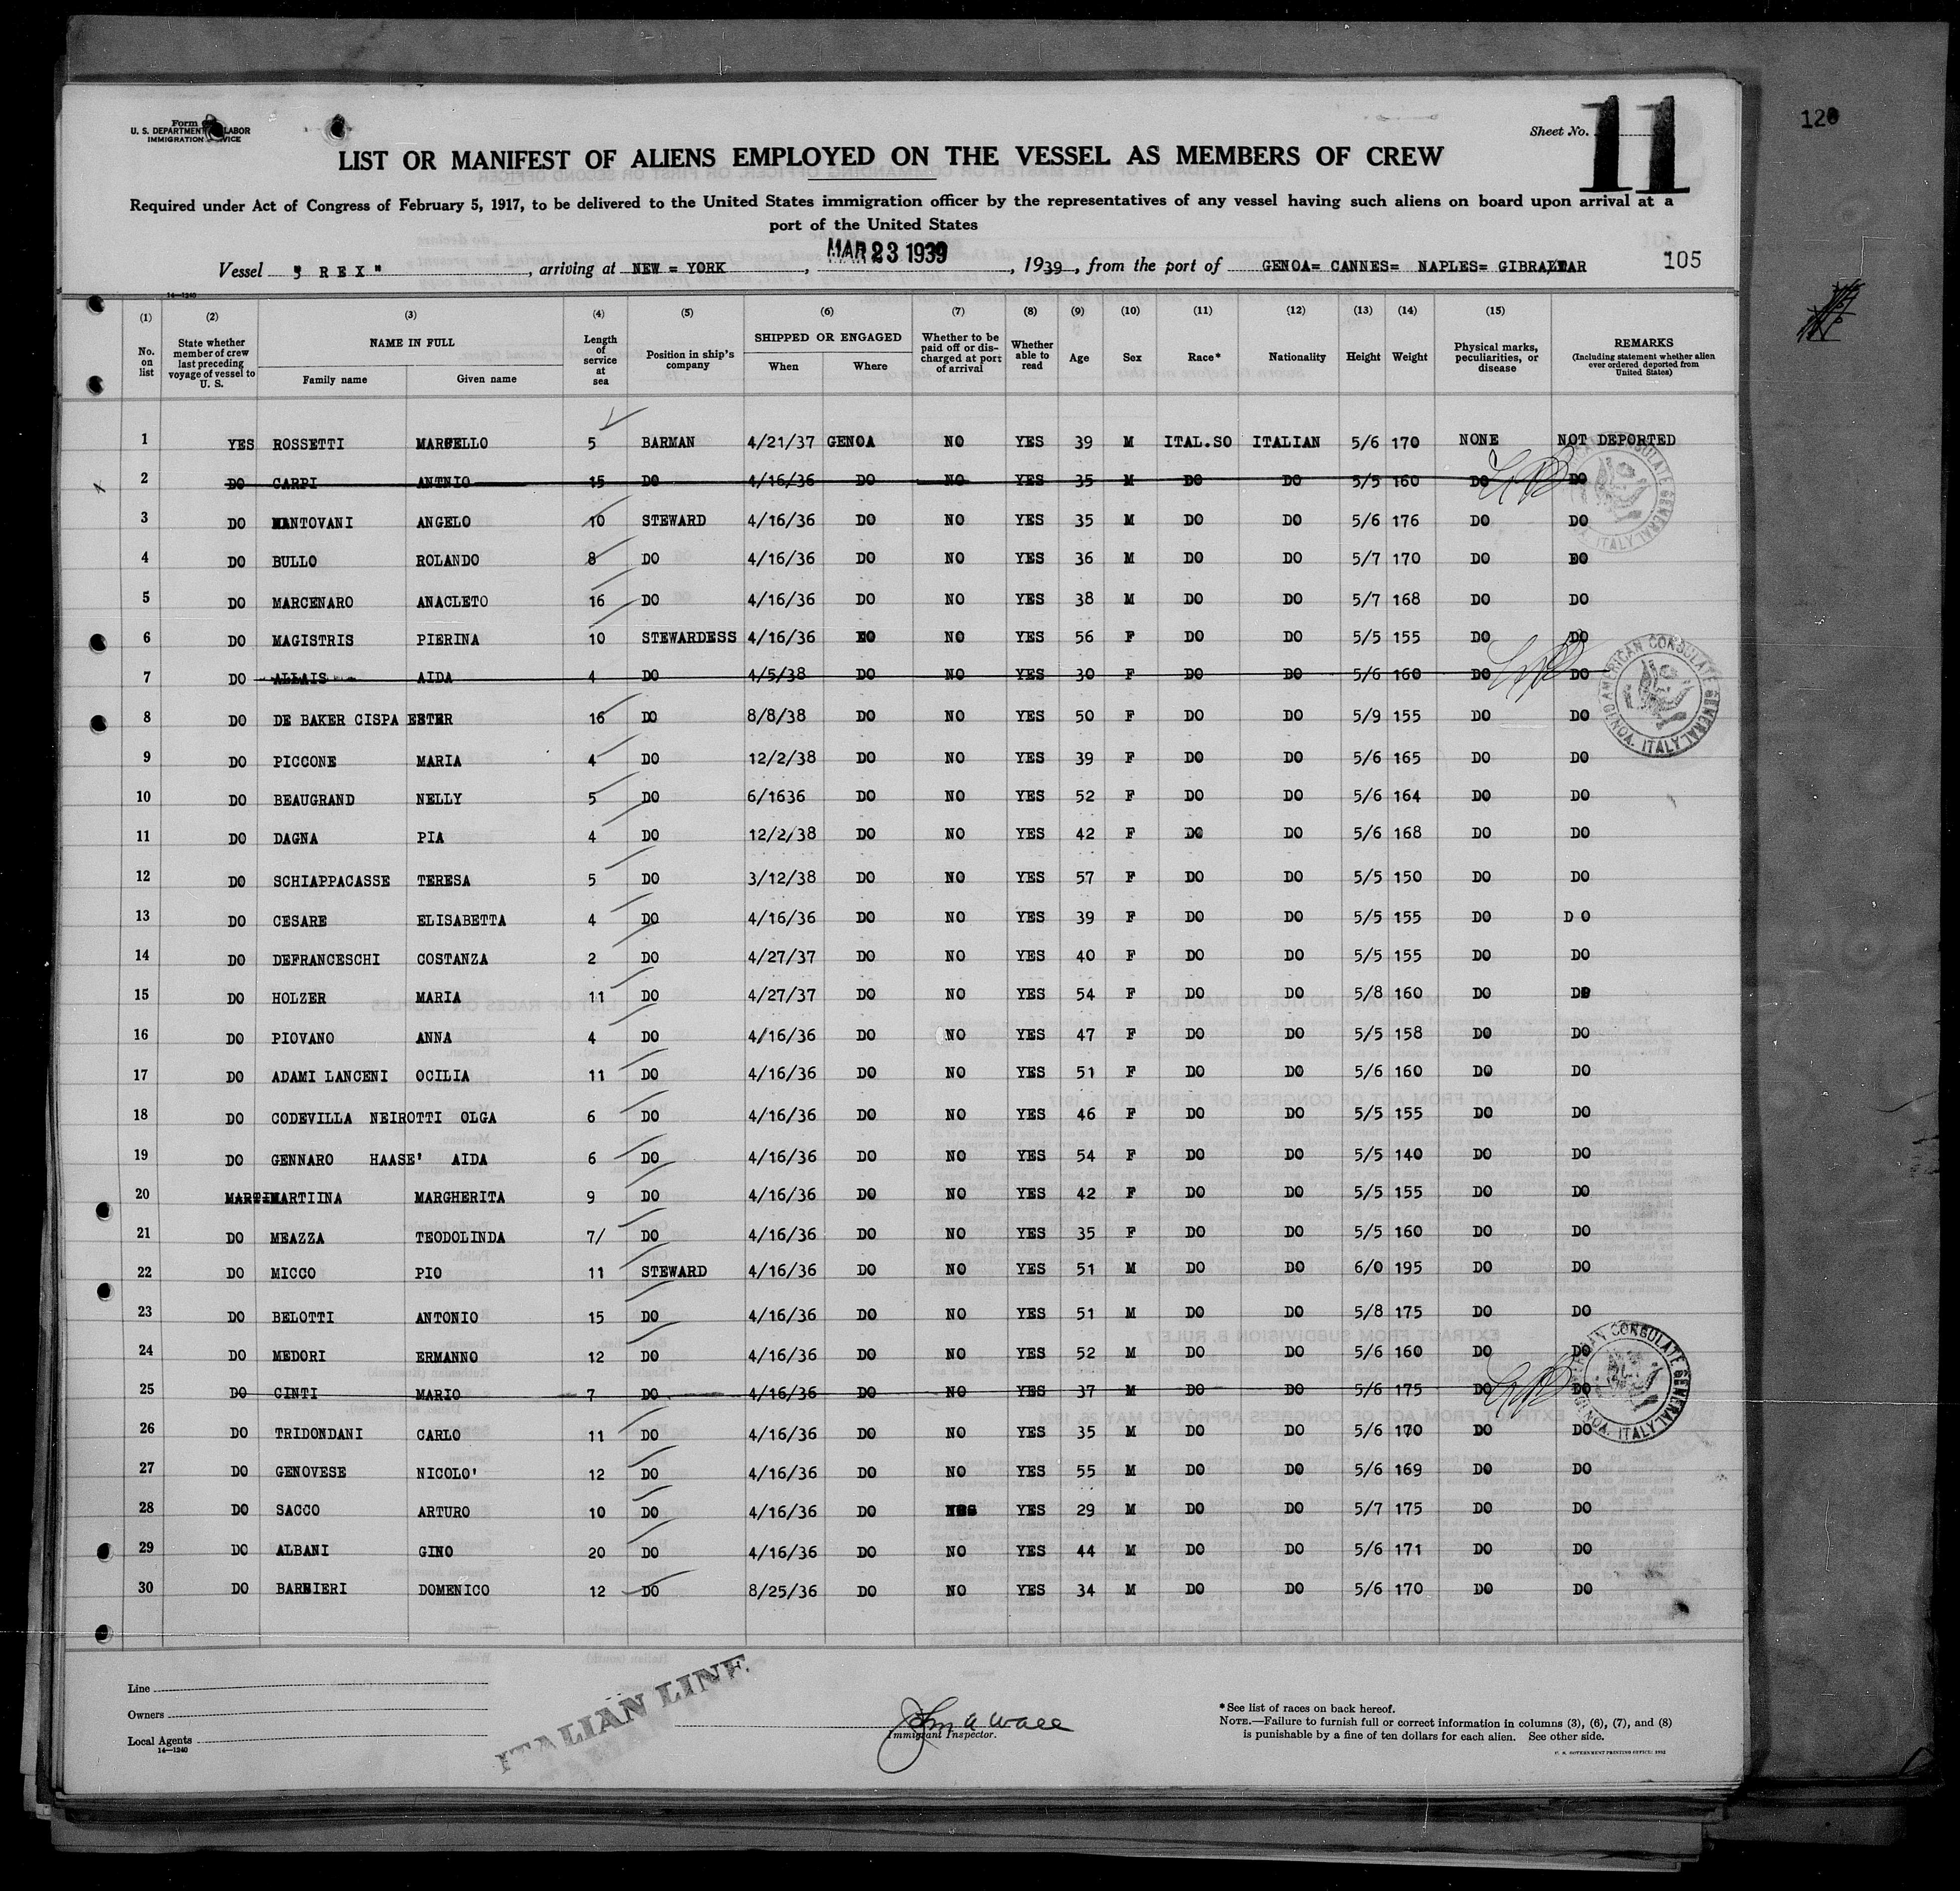 120
Form
U. S. DEPARTMENT LABOR
IMMIGRATION
Sheet No. 11
LIST OR MANIFEST OF ALIENS EMPLOYED ON THE VESSEL AS MEMBERS OF CREW
Required under Act of Congress of February 5, 1917, to be delivered to the United States immigration officer by the representatives of any vessel having such aliens on board upon arrival at a
port of the United States
Vessel "REX", arriving at NEW = YORK, MAR 23 1939, 1939, from the port of GENOA= CANNES= NAPLES= GIBRALTAR 105
14—1240
(1) (2) (3) (4) (5) (6) (7) (8) (9) (10) (11) (12) (13) (14) (15)
No. on list State whether member of crew last preceding voyage of vessel to U. S. NAME IN FULL Family name Given name Length of service at sea Position in ship's company SHIPPED OR ENGAGED When Where Whether to be paid off or discharged at port of arrival Whether able to read Age Sex Race* Nationality Height Weight Physical marks, peculiarities, or disease REMARKS (Including statement whether alien ever ordered deported from United States)
1 YES ROSSETTI MARCELLO 5 BARMAN 4/21/37 GENOA NO YES 39 M ITAL.SO ITALIAN 5/6 170 NONE NOT DEPORTED
2 DO CARPI ANTNIO 15 DO 4/16/36 DO NO YES 35 M DO DO 5/5 160 DO DO
3 DO MANTOVANI ANGELO 10 STEWARD 4/16/36 DO NO YES 35 M DO DO 5/6 176 DO DO
4 DO BULLO ROLANDO 8 DO 4/16/36 DO NO YES 36 M DO DO 5/7 170 DO DO
5 DO MARCENARO ANACLETO 16 DO 4/16/36 DO NO YES 38 M DO DO 5/7 168 DO DO
6 DO MAGISTRIS PIERINA 10 STEWARDESS 4/16/36 DO NO YES 56 F DO DO 5/5 155 DO DO
7 DO ALLAIS AIDA 4 DO 4/5/38 DO NO YES 30 F DO DO 5/6 160 DO DO
8 DO DE BAKER CISPA ESTER 16 DO 8/8/38 DO NO YES 50 F DO DO 5/9 155 DO DO
9 DO PICCONE MARIA 4 DO 12/2/38 DO NO YES 39 F DO DO 5/6 165 DO DO
10 DO BEAUGRAND NELLY 5 DO 6/1636 DO NO YES 52 F DO DO 5/6 164 DO DO
11 DO DAGNA PIA 4 DO 12/2/38 DO NO YES 42 F DO DO 5/6 168 DO DO
12 DO SCHIAPPACASSE TERESA 5 DO 3/12/38 DO NO YES 57 F DO DO 5/5 150 DO DO
13 DO CESARE ELISABETTA 4 DO 4/16/36 DO NO YES 39 F DO DO 5/5 155 DO D O
14 DO DEFRANCESCHI COSTANZA 2 DO 4/27/37 DO NO YES 40 F DO DO 5/5 155 DO DO
15 DO HOLZER MARIA 11 DO 4/27/37 DO NO YES 54 F DO DO 5/8 160 DO DO
16 DO PIOVANO ANNA 4 DO 4/16/36 DO NO YES 47 F DO DO 5/5 158 DO DO
17 DO ADAMI LANCENI OCILIA 11 DO 4/16/36 DO NO YES 51 F DO DO 5/6 160 DO DO
18 DO CODEVILLA NEIROTTI OLGA 6 DO 4/16/36 DO NO YES 46 F DO DO 5/5 155 DO DO
19 DO GENNARO HAASE' AIDA 6 DO 4/16/36 DO NO YES 54 F DO DO 5/5 140 DO DO
20 MARTIMARTIINA MARGHERITA 9 DO 4/16/36 DO NO YES 42 F DO DO 5/5 155 DO DO
21 DO MEAZZA TEODOLINDA 7/ DO 4/16/36 DO NO YES 35 F DO DO 5/5 160 DO DO
22 DO MICCO PIO 11 STEWARD 4/16/36 DO NO YES 51 M DO DO 6/0 195 DO DO
23 DO BELOTTI ANTONIO 15 DO 4/16/36 DO NO YES 51 M DO DO 5/8 175 DO DO
24 DO MEDORI ERMANNO 12 DO 4/16/36 DO NO YES 52 M DO DO 5/6 160 DO DO
25 DO CINTI MARIO 7 DO 4/16/36 DO NO YES 37 M DO DO 5/6 175 DO DO
26 DO TRIDONDANI CARLO 11 DO 4/16/36 DO NO YES 35 M DO DO 5/6 170 DO DO
27 DO GENOVESE NICOLO' 12 DO 4/16/36 DO NO YES 55 M DO DO 5/6 169 DO DO
28 DO SACCO ARTURO 10 DO 4/16/36 DO YES 29 M DO DO 5/7 175 DO DO
29 DO ALBANI GINO 20 DO 4/16/36 DO NO YES 44 M DO DO 5/6 171 DO DO
30 DO BARBIERI DOMENICO 12 DO 8/25/36 DO NO YES 34 M DO DO 5/6 170 DO DO
AMERICAN CONSULATE GENERAL GENOA, ITALY
Line
Owners
Local Agents
14—1240
ITALIAN LINE
John A Wall
Immigrant Inspector.
*See list of races on back hereof.
NOTE.—Failure to furnish full or correct information in columns (3), (6), (7), and (8)
is punishable by a fine of ten dollars for each alien. See other side.
U. S. GOVERNMENT PRINTING OFFICE: 1932